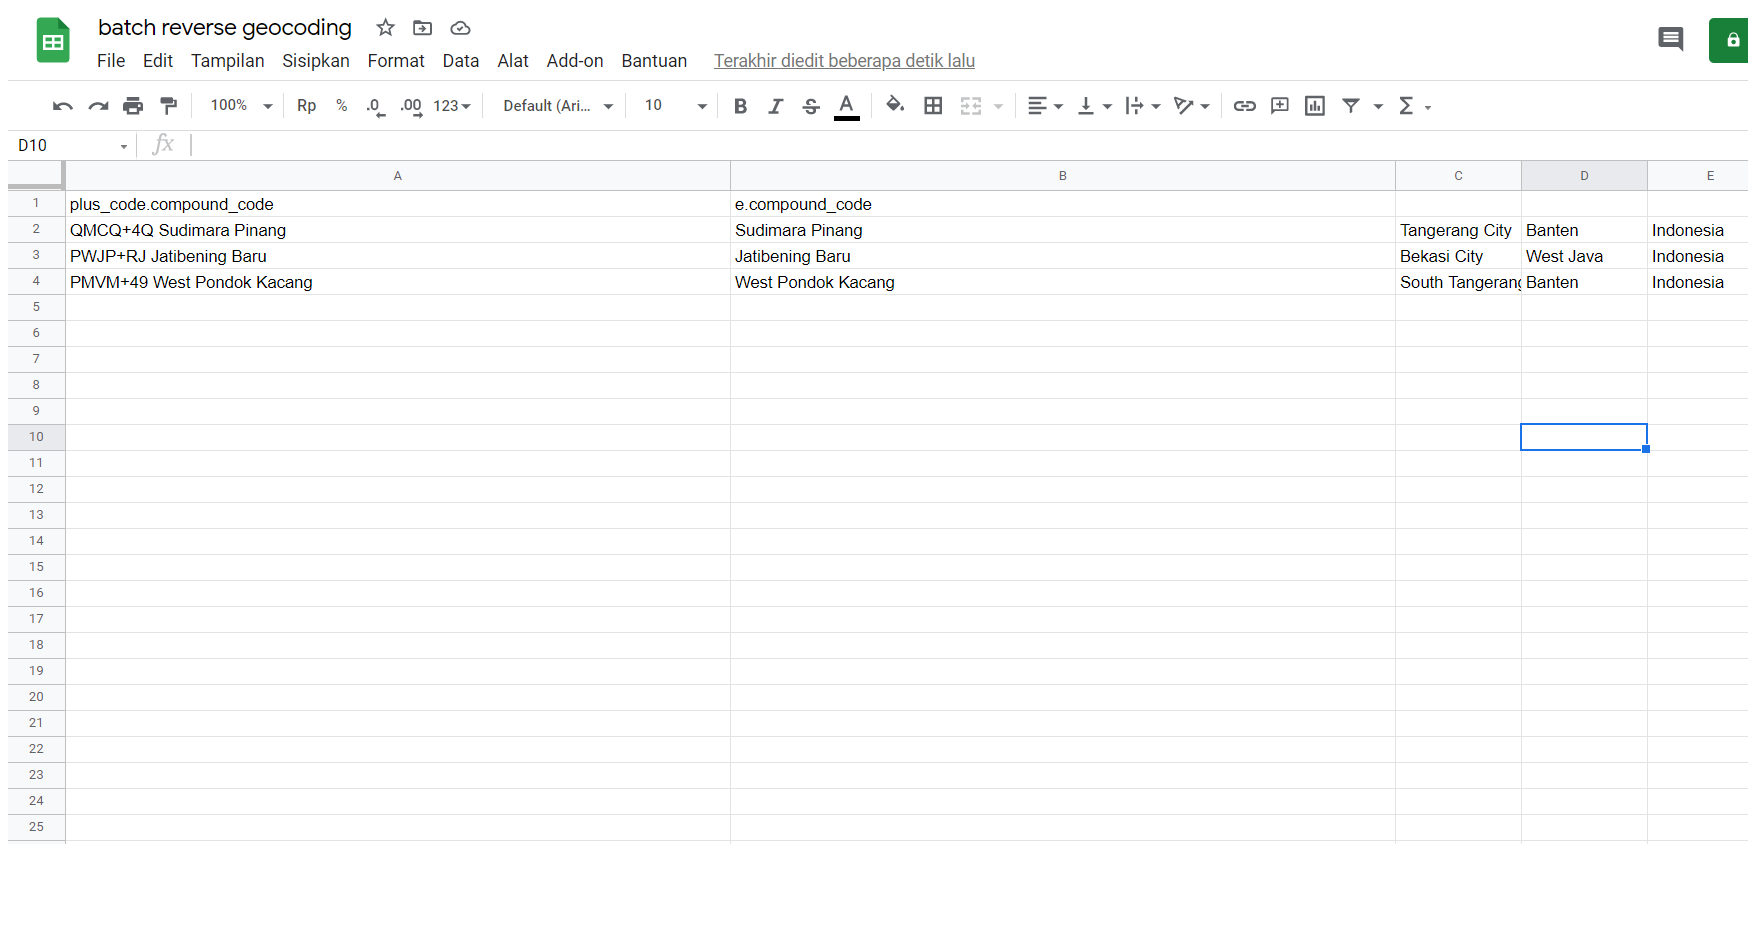 batch reverse geocoding
File Edit Tampilan Sisipkan Format Data Alat Add-on Bantuan Terakhir diedit beberapa detik lalu
100% Rp % .0 .00 123 Default (Ari... 10 B I S A
D10 fx
A B C D E
1 plus_code.compound_code e.compound_code
2 QMCQ+4Q Sudimara Pinang Sudimara Pinang Tangerang City Banten Indonesia
3 PWJP+RJ Jatibening Baru Jatibening Baru Bekasi City West Java Indonesia
4 PMVM+49 West Pondok Kacang West Pondok Kacang South Tangerang Banten Indonesia
5
6
7
8
9
10
11
12
13
14
15
16
17
18
19
20
21
22
23
24
25